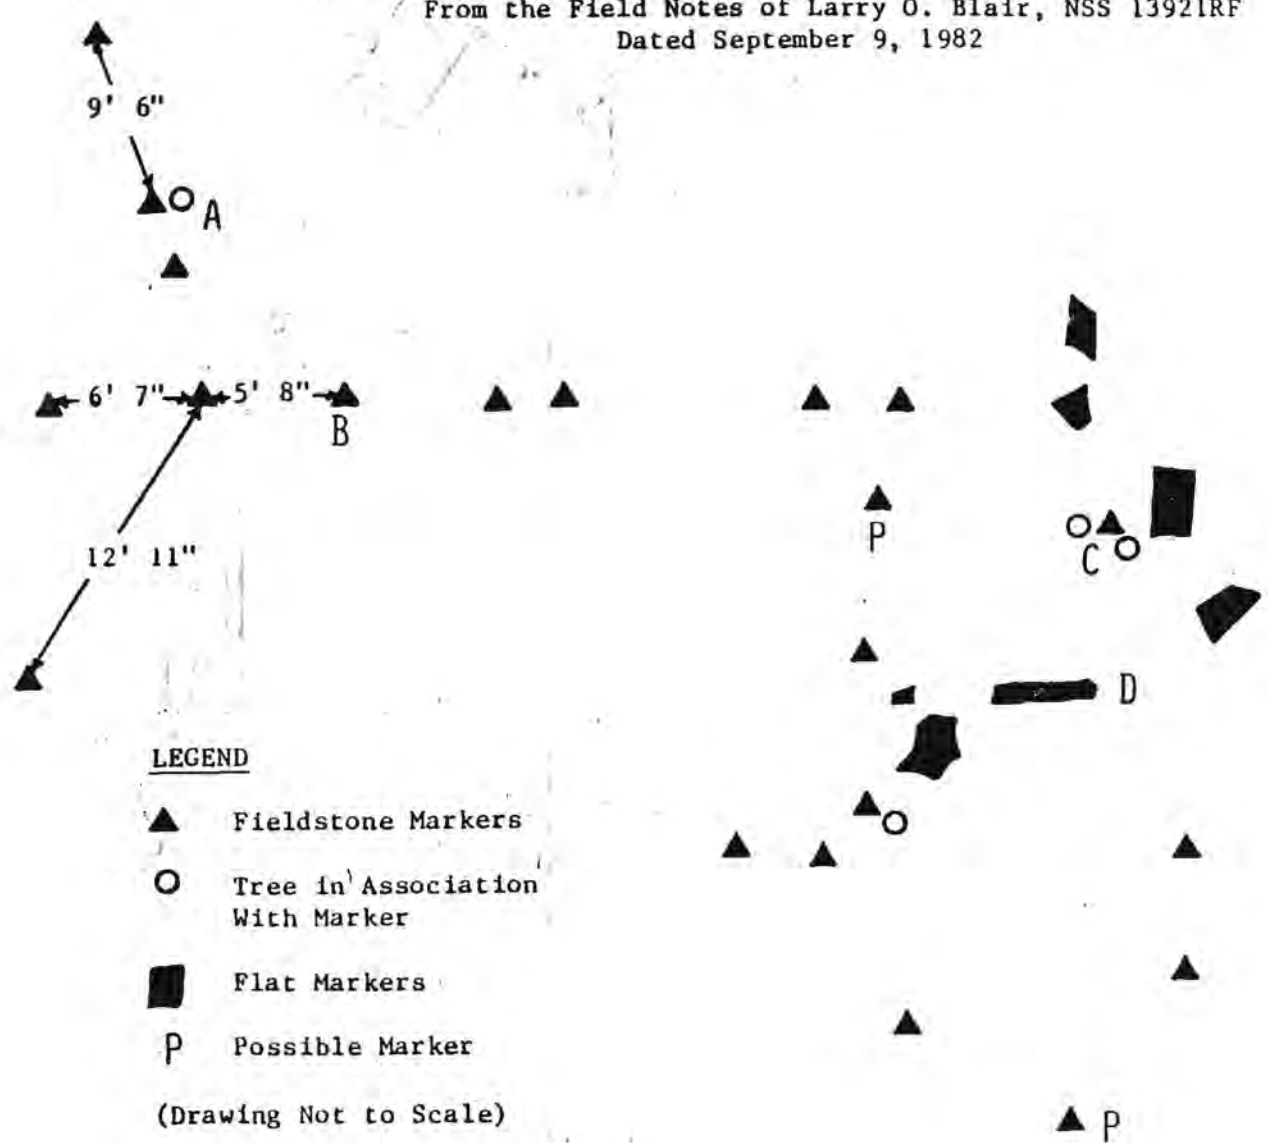 From the Field Notes of Larry O. Blair, NSS 13921RF
Dated September 9, 1982
9' 6"
A
6' 7"
5' 8"
B
P
C
12' 11"
D
LEGEND
Fieldstone Markers
Tree in Association
With Marker
Flat Markers
P Possible Marker
(Drawing Not to Scale)
P